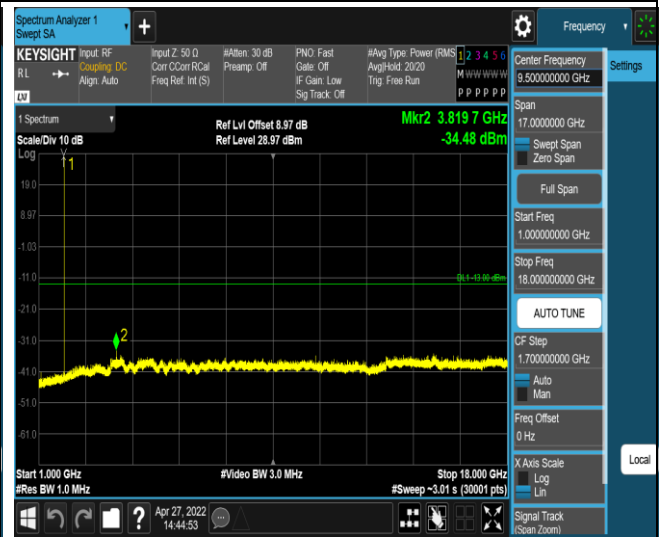 Spectrum Analyzer 1
Swept SA
+
Frequency
KEYSIGHT
RL
LXI
Input: RF
Coupling: DC
Align: Auto
Input Z: 50 Ω
Corr CCorr RCal
Freq Ref: Int (S)
#Atten: 30 dB
Preamp: Off
PNO: Fast
Gate: Off
IF Gain: Low
Sig Track: Off
#Avg Type: Power (RMS
Avg|Hold: 20/20
Trig: Free Run
1 2 3 4 5 6
M W W W W W
P P P P P P
1 Spectrum
Scale/Div 10 dB
Log
Ref Lvl Offset 8.97 dB
Ref Level 28.97 dBm
Mkr2 3.819 7 GHz
-34.48 dBm
1
19.0
8.97
-1.03
-11.0
DL1 -13.00 dBm
-21.0
-31.0
2
-41.0
-51.0
-61.0
Start 1.000 GHz
#Res BW 1.0 MHz
#Video BW 3.0 MHz
Stop 18.000 GHz
#Sweep ~3.01 s (30001 pts)
?
Apr 27, 2022
14:44:53
Center Frequency
9.500000000 GHz
Span
17.0000000 GHz
Swept Span
Zero Span
Full Span
Start Freq
1.000000000 GHz
Stop Freq
18.000000000 GHz
AUTO TUNE
CF Step
1.700000000 GHz
Auto
Man
Freq Offset
0 Hz
X Axis Scale
Log
Lin
Signal Track
(Span Zoom)
Settings
Local